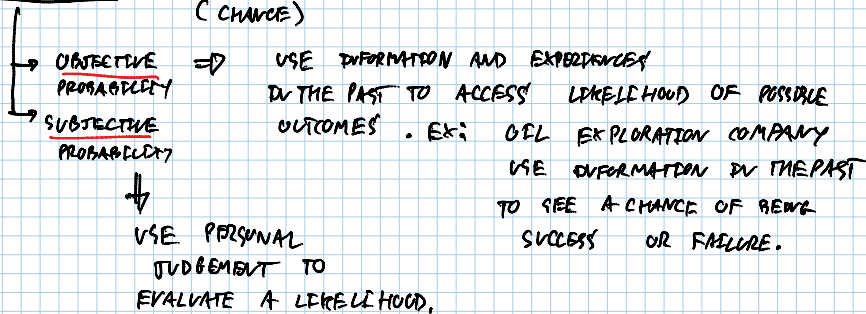 (CHANCE)
OBJECTIVE ⇒ USE INFORMATION AND EXPERIENCES
PROBABILITY IN THE PAST TO ACCESS LIKELIHOOD OF POSSIBLE
OUTCOMES. EX: OIL EXPLORATION COMPANY
USE INFORMATION IN THE PAST
TO SEE A CHANCE OF BEING
SUCCESS OR FAILURE.
SUBJECTIVE
PROBABILITY
USE PERSONAL
JUDGEMENT TO
EVALUATE A LIKELIHOOD.